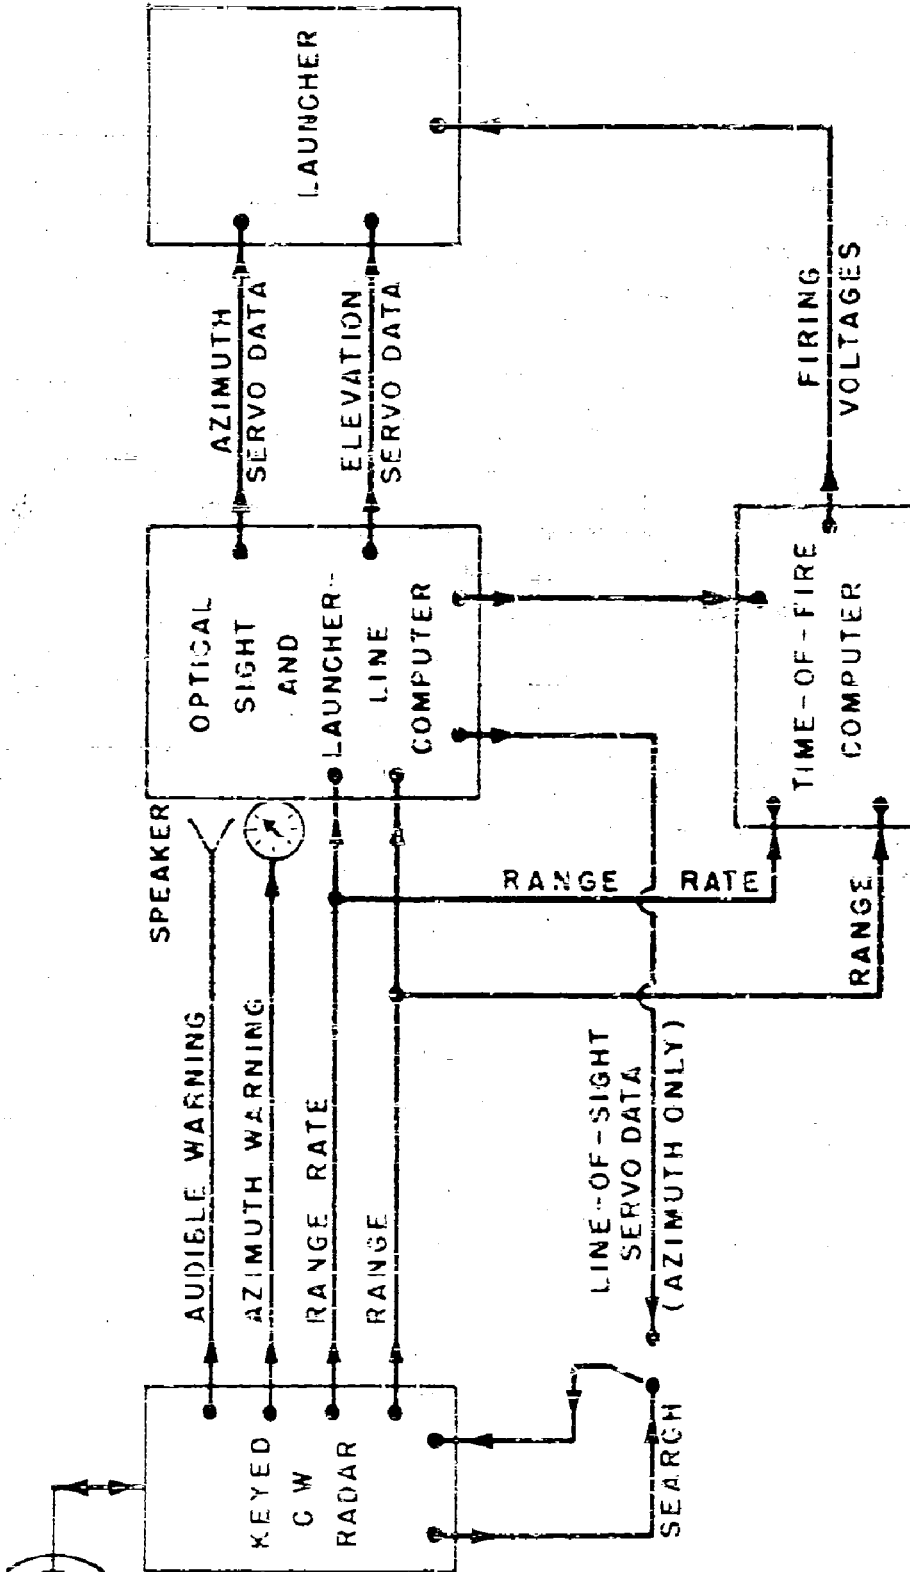 KEYED
CW
RADAR
SEARCH
AUDIBLE WARNING
AZIMUTH WARNING
RANGE RATE
RANGE
LINE-OF-SIGHT
SERVO DATA
(AZIMUTH ONLY)
SPEAKER
OPTICAL
SIGHT
AND
LAUNCHER-
LINE
COMPUTER
RANGE RATE
RANGE
TIME-OF-FIRE
COMPUTER
AZIMUTH
SERVO DATA
ELEVATION
SERVO DATA
FIRING
VOLTAGES
LAUNCHER